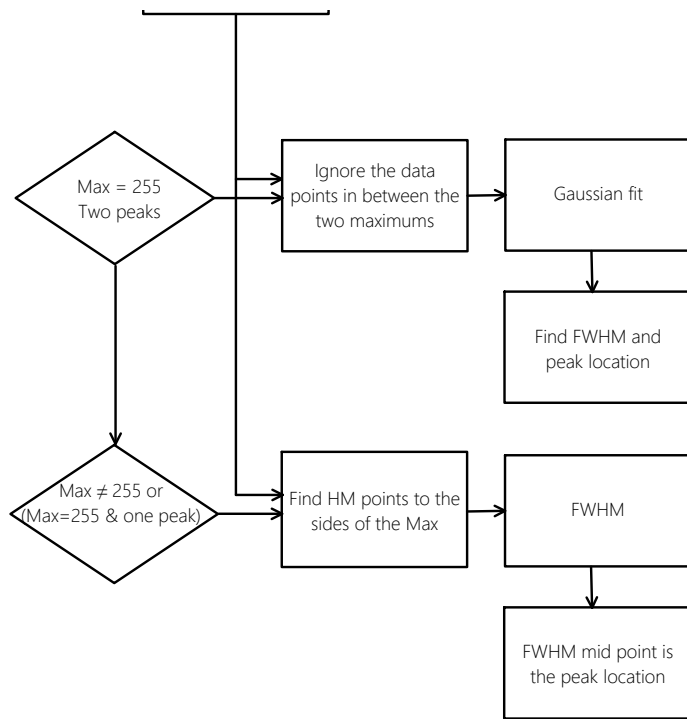 Max = 255
Two peaks
Ignore the data
points in between the
two maximums
Gaussian fit
Find FWHM and
peak location
Max ≠ 255 or
(Max=255 & one peak)
Find HM points to the
sides of the Max
FWHM
FWHM mid point is
the peak location